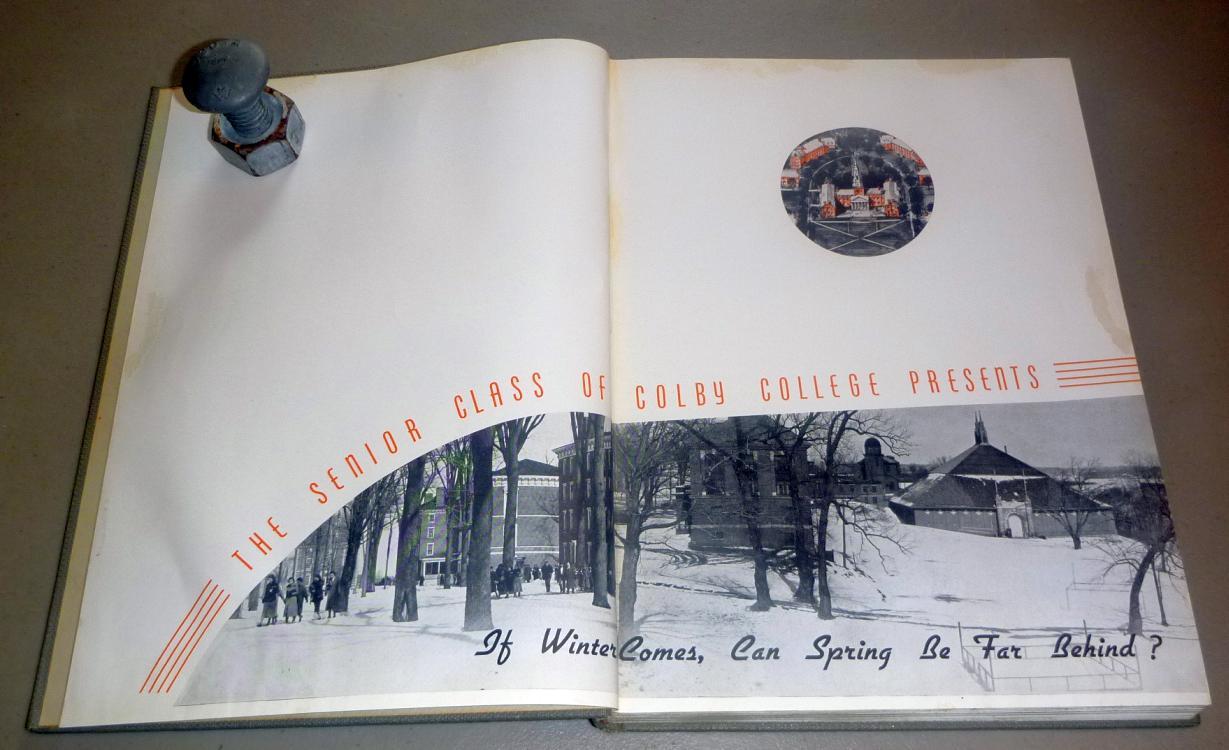 THE SENIOR CLASS OF COLBY COLLEGE PRESENTS
If Winter Comes, Can Spring Be Far Behind ?